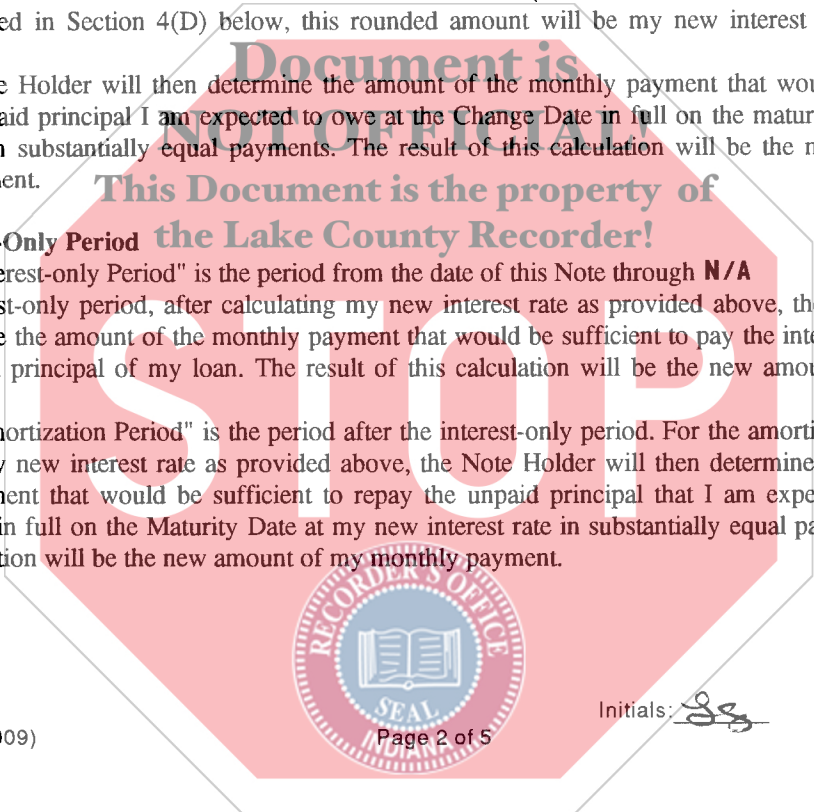 ed in Section 4(D) below, this rounded amount will be my new interest
Document is
e Holder will then determine the amount of the monthly payment that wou
aid principal I am expected to owe at the Change Date in full on the matur
NOT OFFICIAL!
n substantially equal payments. The result of this calculation will be the n
ent.
This Document is the property of
the Lake County Recorder!
-Only Period
erest-only Period" is the period from the date of this Note through N/A
st-only period, after calculating my new interest rate as provided above, the
e the amount of the monthly payment that would be sufficient to pay the inte
principal of my loan. The result of this calculation will be the new amou
STOP
nortization Period" is the period after the interest-only period. For the amorti
y new interest rate as provided above, the Note Holder will then determine
nent that would be sufficient to repay the unpaid principal that I am expe
in full on the Maturity Date at my new interest rate in substantially equal pa
tion will be the new amount of my monthly payment.
RECORDER'S OFFICE
SEAL
INDIANA
Initials:
009)
Page 2 of 5